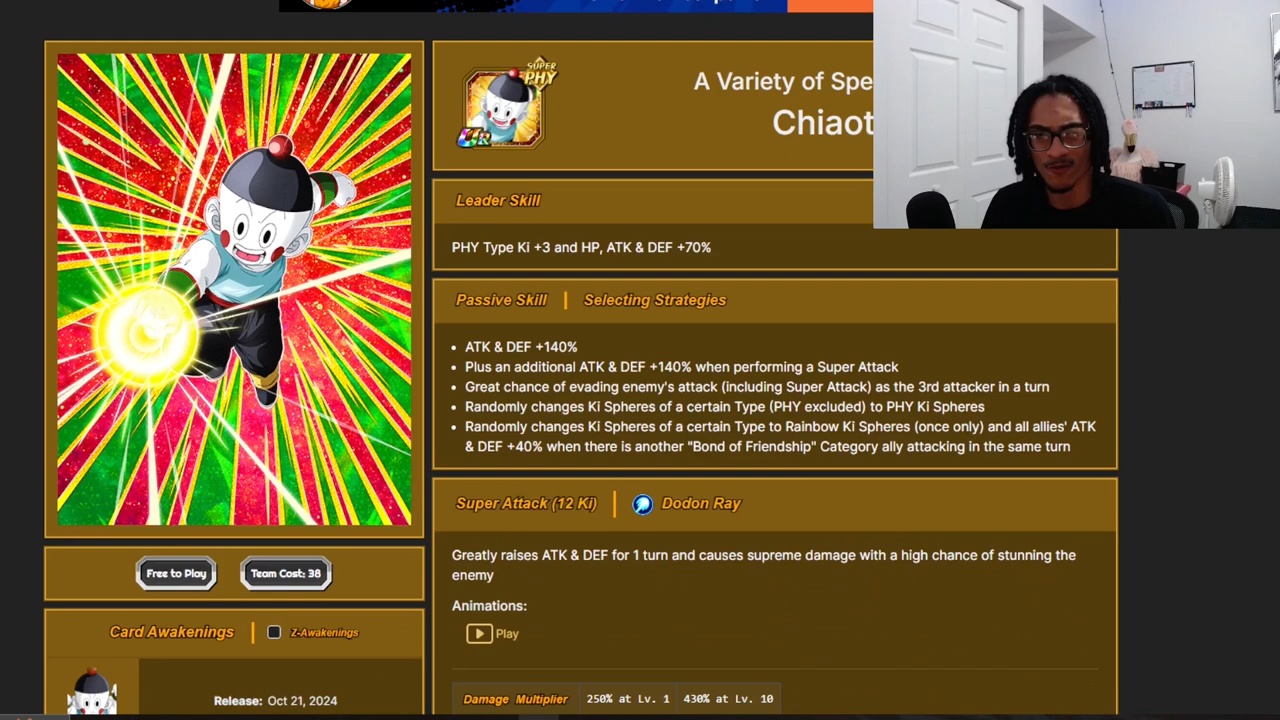 SUPER
PHY
UR
A Variety of
Leader Skill
PHY Type Ki +3 and HP, ATK & DEF +70%
Passive Skill | Selecting Strategies
• ATK & DEF +140%
• Plus an additional ATK & DEF +140% when performing a Super Attack
• Great chance of evading enemy's attack (including Super Attack) as the 3rd attacker in a turn
• Randomly changes Ki Spheres of a certain Type (PHY excluded) to PHY Ki Spheres
• Randomly changes Ki Spheres of a certain Type to Rainbow Ki Spheres (once only) and all allies' ATK
& DEF +40% when there is another "Bond of Friendship" Category ally attacking in the same turn
Super Attack (12 Ki) | Dodon Ray
Greatly raises ATK & DEF for 1 turn and causes supreme damage with a high chance of stunning the
enemy
Animations:
Play
Damage Multiplier 250% at Lv. 1 430% at Lv. 10
Free to Play Team Cost: 38
Card Awakenings | Z-Awakenings
Release: Oct 21, 2024